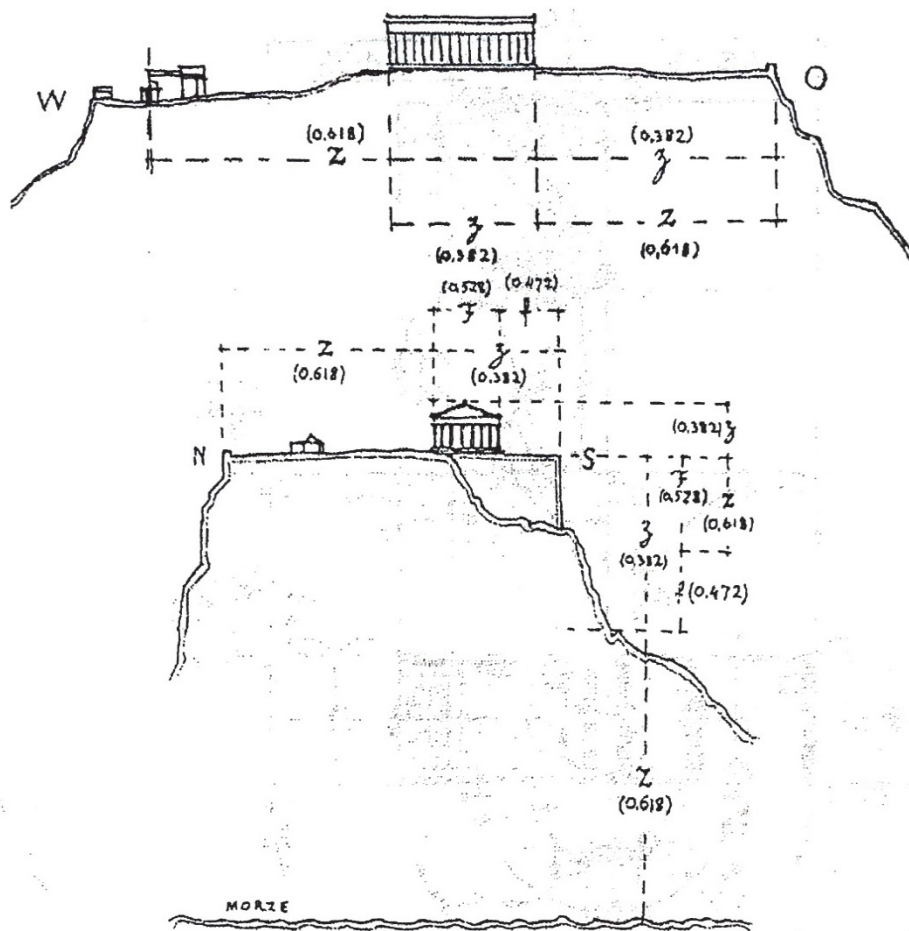 W
O
(0,618)
Z
(0,382)
z
z
(0,382)
Z
(0,618)
(0,528)
F
(0,472)
f
Z
(0,618)
z
(0,382)
N
S
(0,382) z
F
(0,528)
Z
(0,618)
z
(0,382)
f (0,472)
Z
(0,618)
MORZE